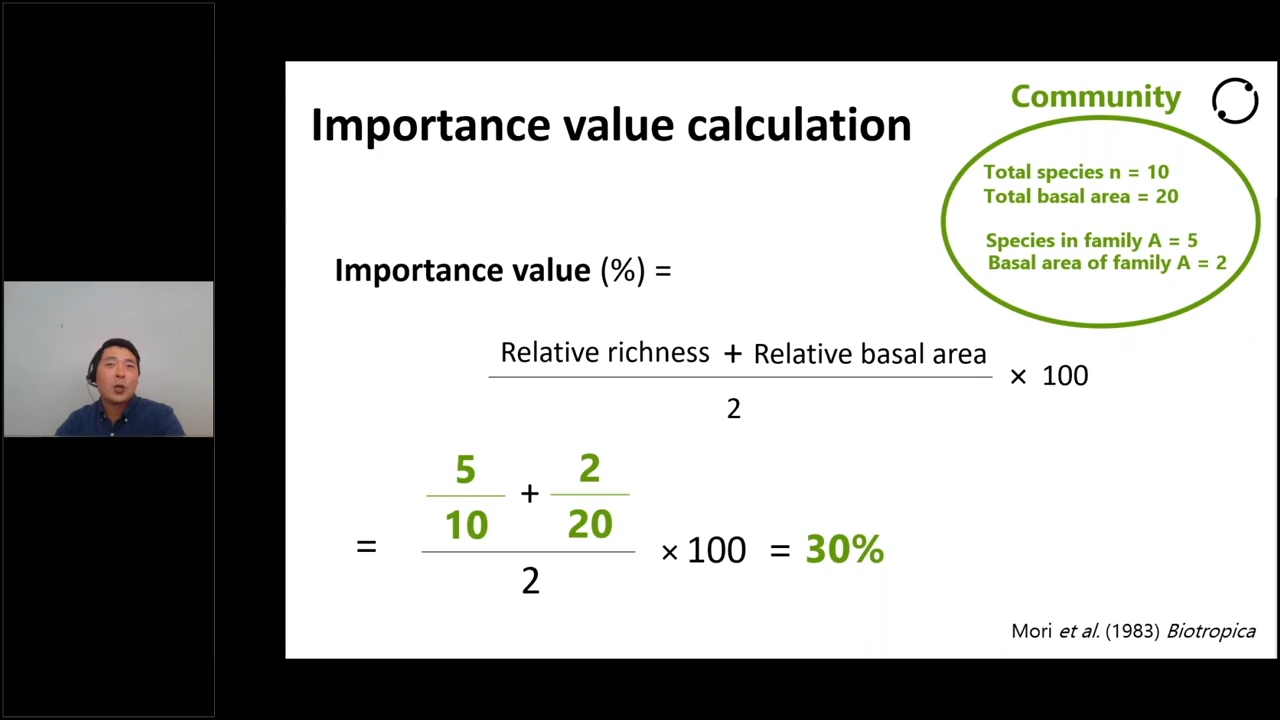 Importance value calculation
Community
Total species n = 10
Total basal area = 20
Species in family A = 5
Basal area of family A = 2
Importance value (%) =
Relative richness + Relative basal area
2
× 100
=
5
10
+
2
20
2
× 100 = 30%
Mori et al. (1983) Biotropica